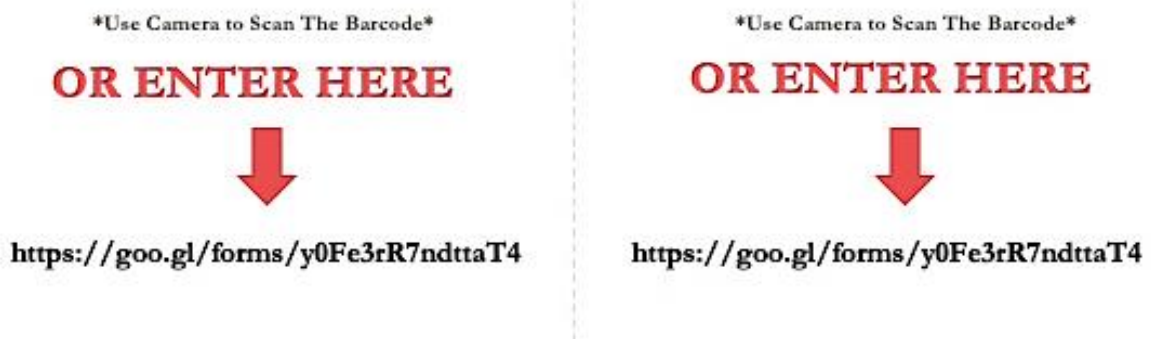 *Use Camera to Scan The Barcode*
OR ENTER HERE
https://goo.gl/forms/y0Fe3rR7ndttaT4
*Use Camera to Scan The Barcode*
OR ENTER HERE
https://goo.gl/forms/y0Fe3rR7ndttaT4